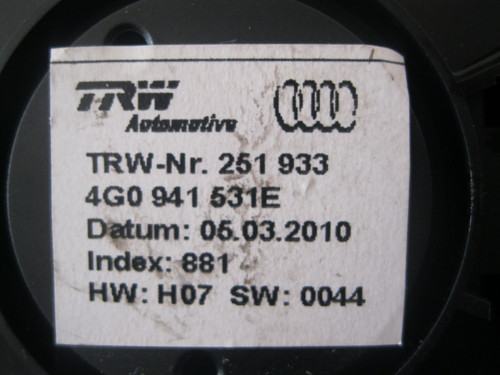 TRW
Automotive
TRW-Nr. 251 933
4G0 941 531E
Datum: 05.03.2010
Index: 881
HW: H07 SW: 0044